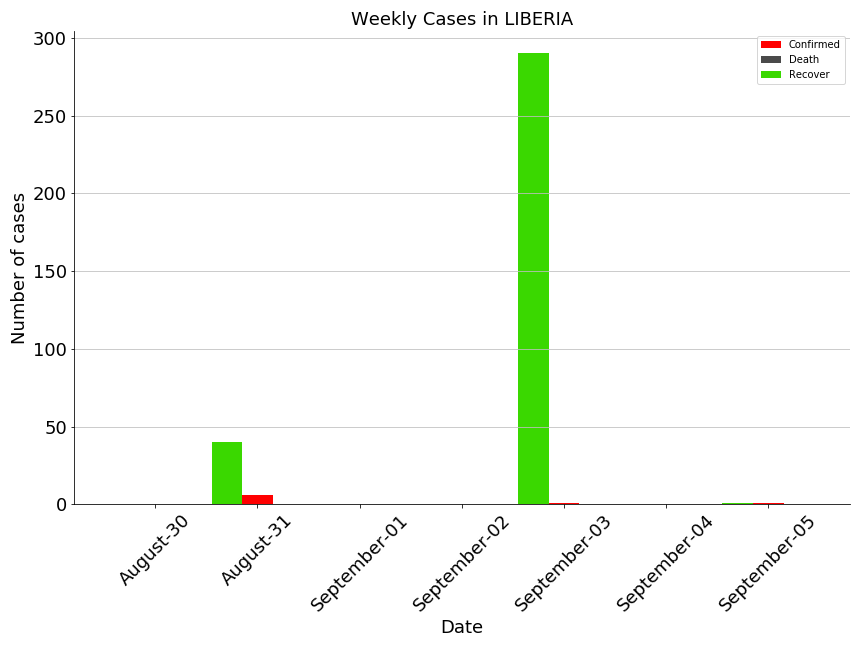 Weekly Cases in LIBERIA
Confirmed
Death
Recover
Number of cases
300
250
200
150
100
50
0
August-30
August-31
September-01
September-02
September-03
September-04
September-05
Date